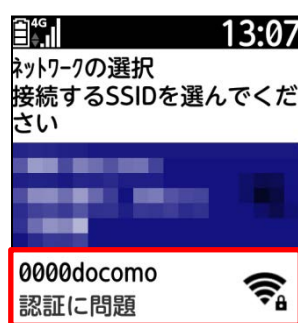 4G 13:07
ﾈｯﾄﾜｰｸの選択
接続するSSIDを選んでくだ
さい
0000docomo
認証に問題